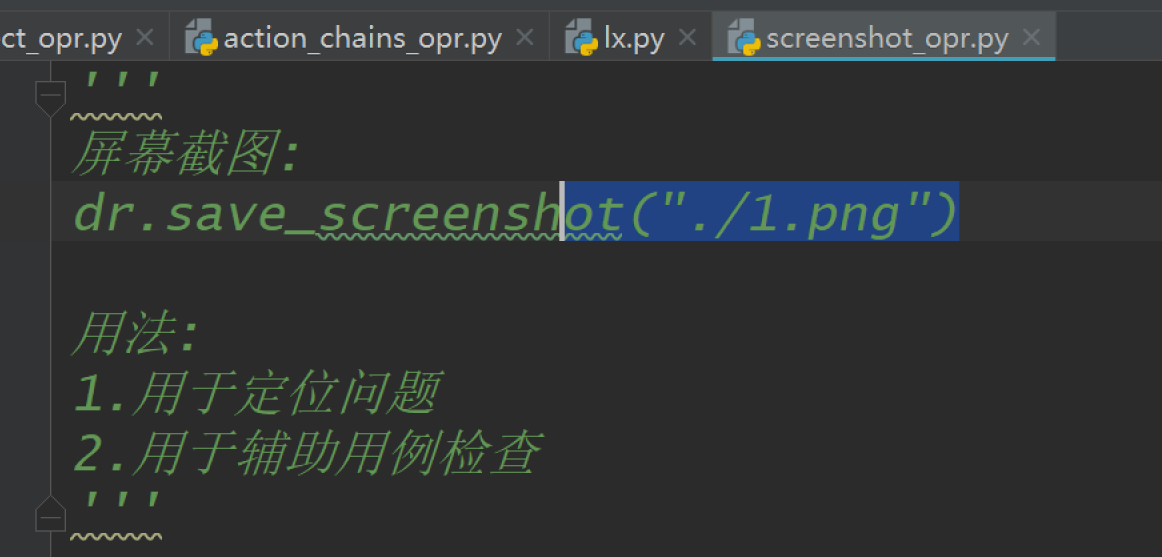 ct_opr.py action_chains_opr.py lx.py screenshot_opr.py
'''
屏幕截图:
dr.save_screenshot("./1.png")
用法:
1.用于定位问题
2.用于辅助用例检查
'''